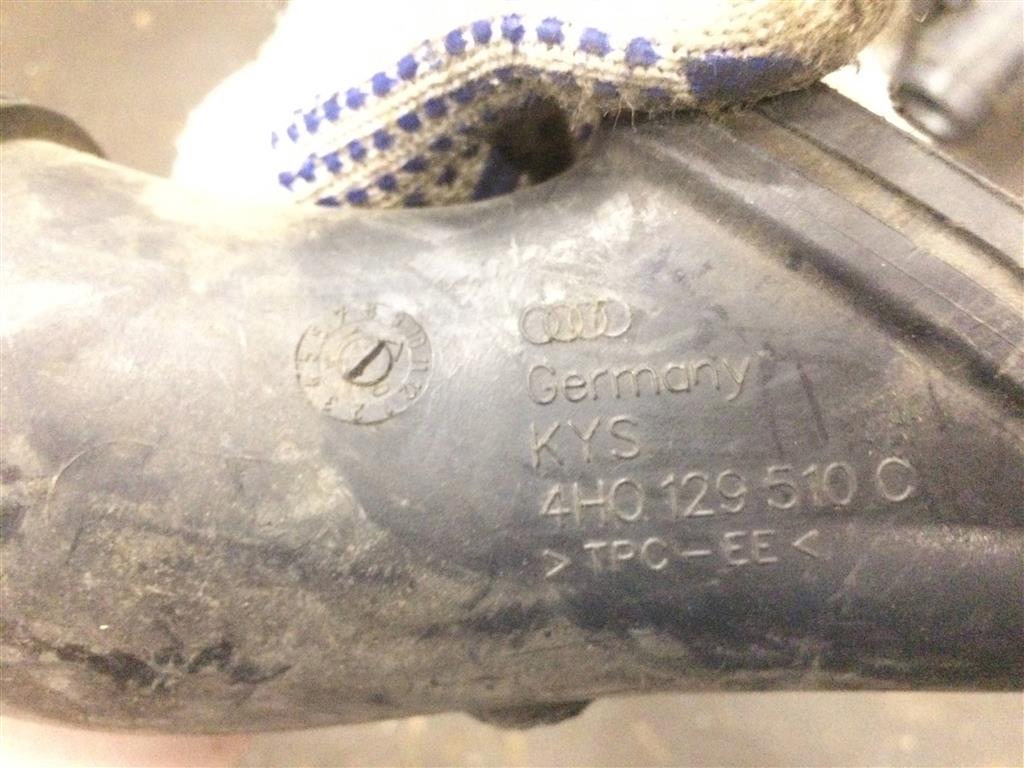 Germany
KYS
4H0 129 510 C
> TPC-EE <